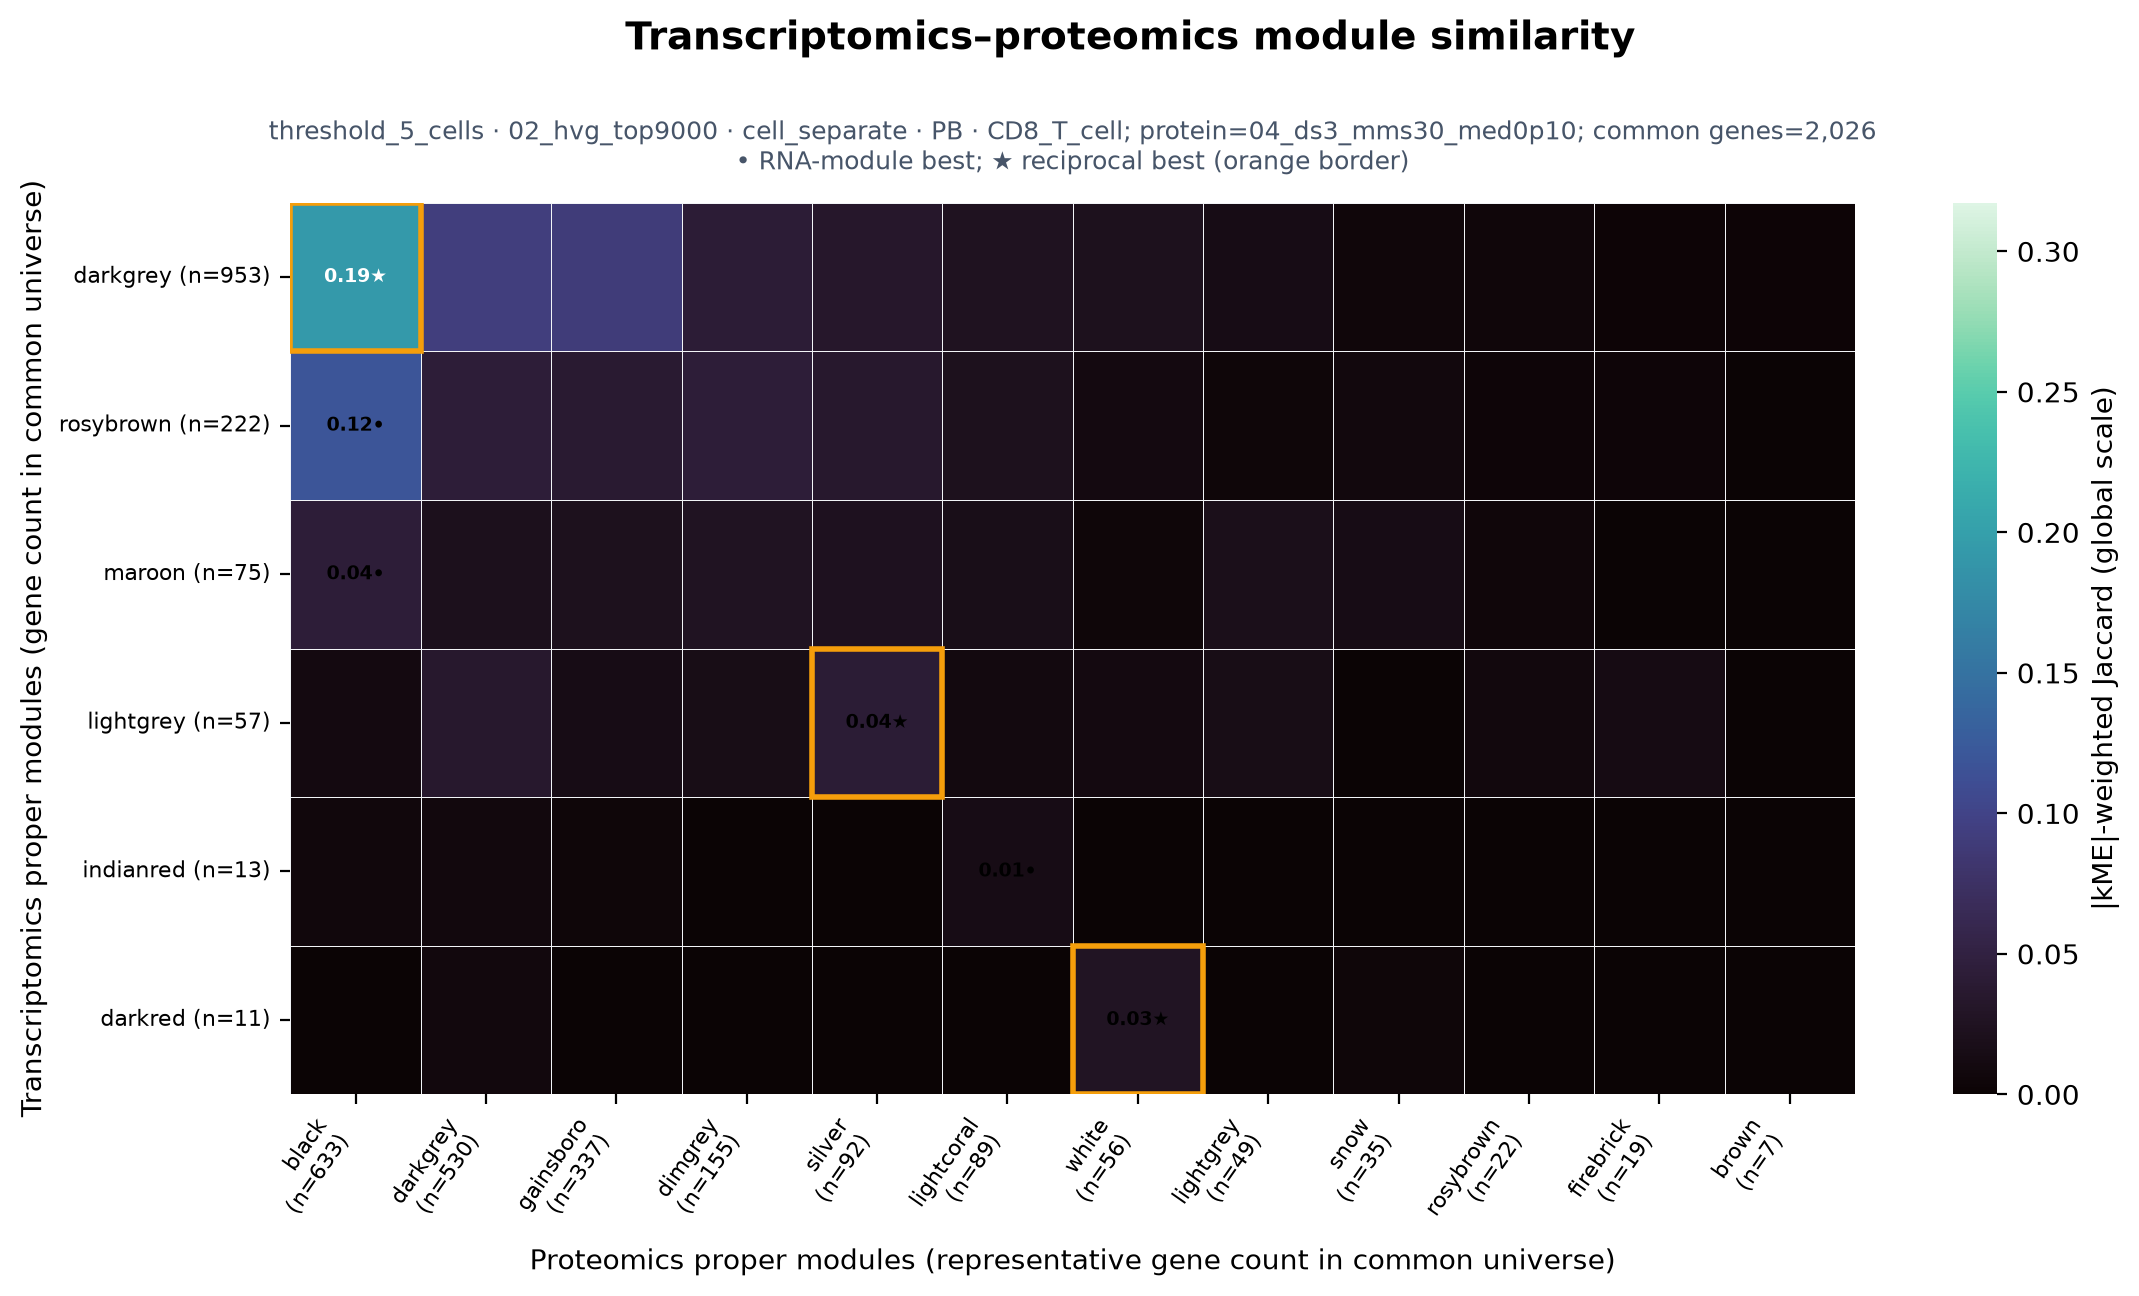 Transcriptomics–proteomics module similarity
threshold_5_cells · 02_hvg_top9000 · cell_separate · PB · CD8_T_cell; protein=04_ds3_mms30_med0p10; common genes=2,026
• RNA-module best; ★ reciprocal best (orange border)
Transcriptomics proper modules (gene count in common universe)
darkgrey (n=953)
rosybrown (n=222)
maroon (n=75)
lightgrey (n=57)
indianred (n=13)
darkred (n=11)
0.19★
0.12•
0.04•
0.04★
0.01•
0.03★
black
(n=633)
darkgrey
(n=530)
gainsboro
(n=337)
dimgrey
(n=155)
silver
(n=92)
lightcoral
(n=89)
white
(n=56)
lightgrey
(n=49)
snow
(n=35)
rosybrown
(n=22)
firebrick
(n=19)
brown
(n=7)
Proteomics proper modules (representative gene count in common universe)
0.30
0.25
0.20
0.15
0.10
0.05
0.00
|kME|-weighted Jaccard (global scale)